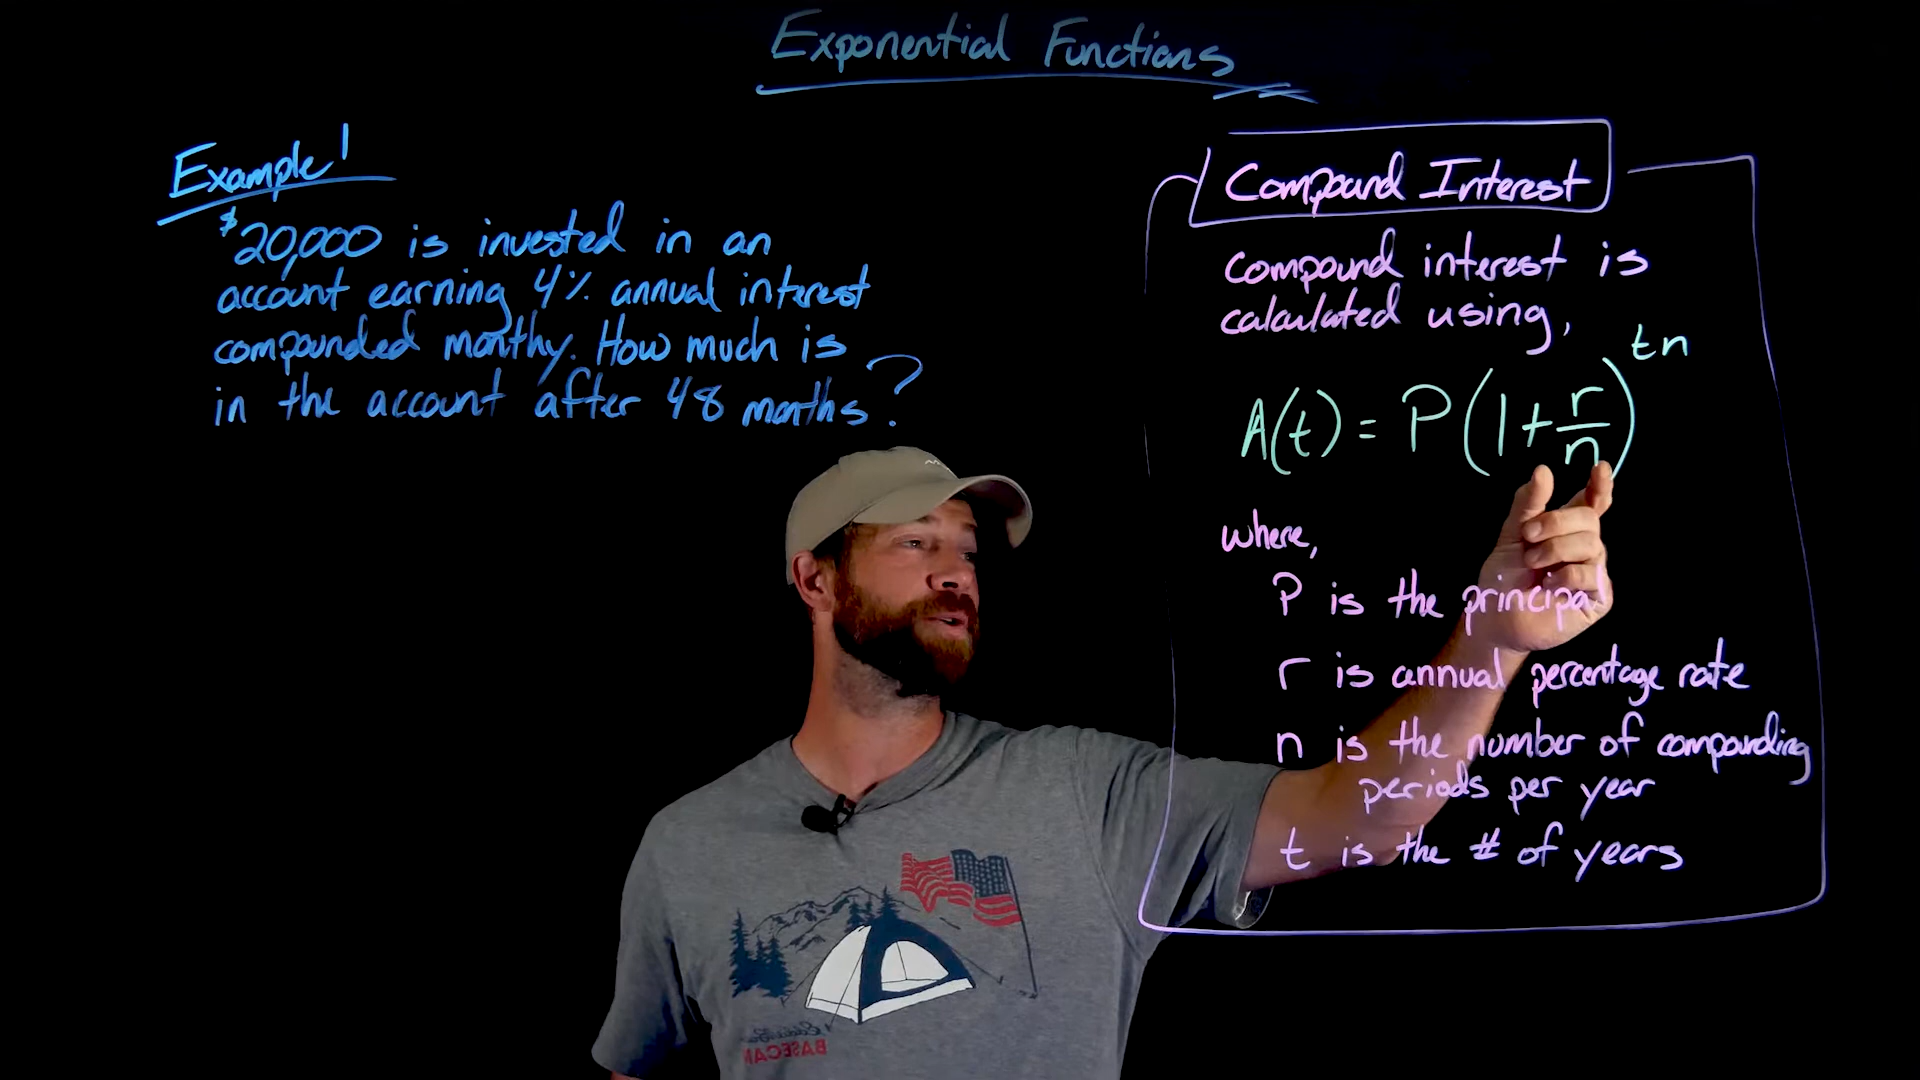 Exponential Functions
Example 1
$20,000 is invested in an
account earning 4% annual interest
compounded monthy. How much is
in the account after 48 months?
Compound Interest
compound interest is
calculated using,
A(t) = P(1+r/n)^tn
where,
P is the principal
r is annual percentage rate
n is the number of compounding
periods per year
t is the # of years
BASECAM